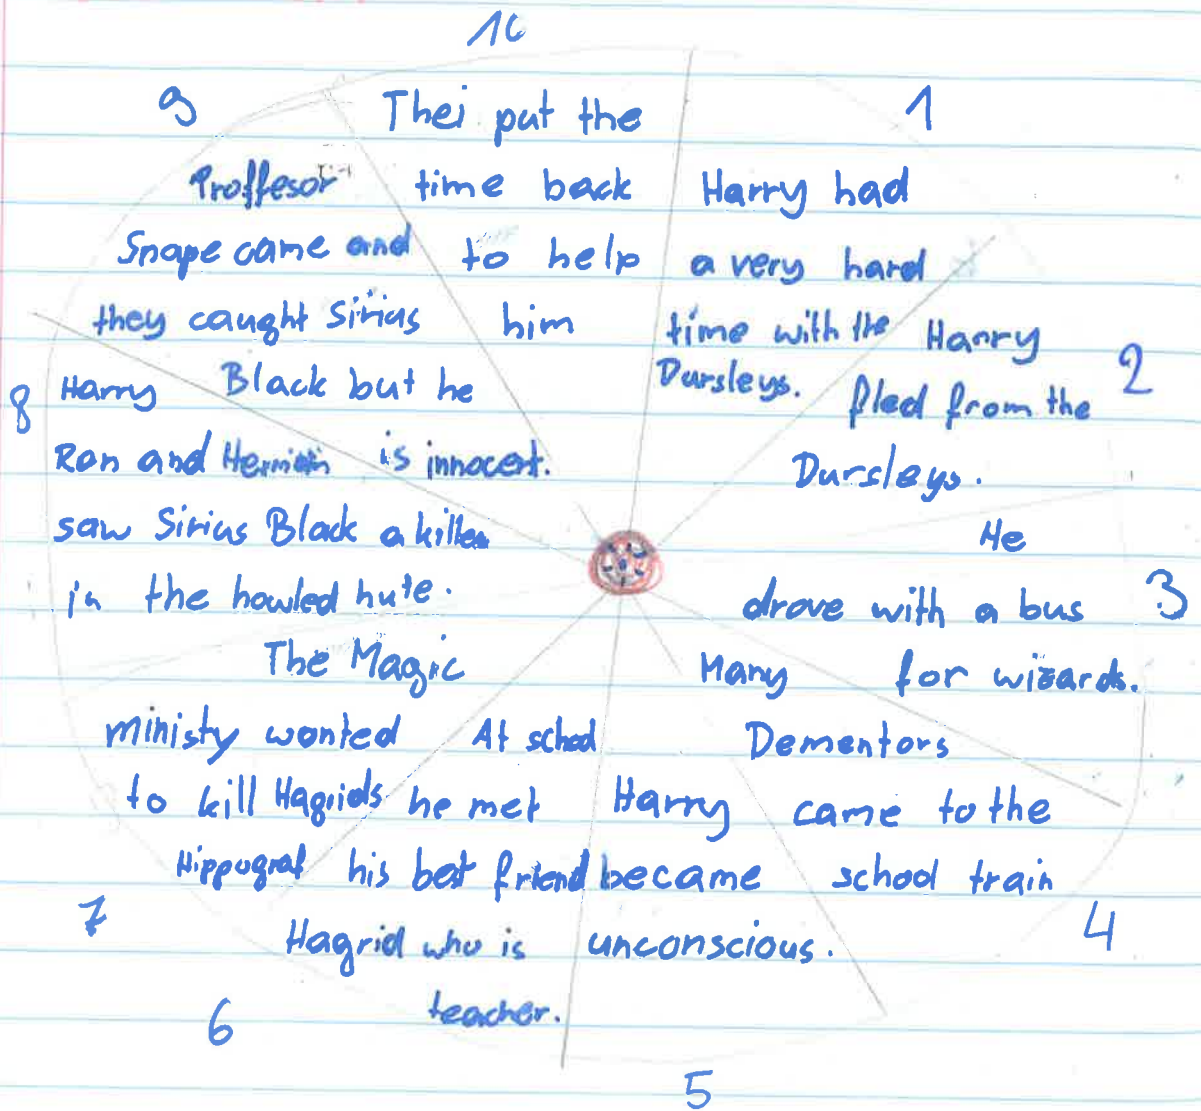 1
Harry had
a very hard
time with the
Dursleys.
2
Harry
fled from the
Dursleys.
3
He
drove with a bus
for wizards.
4
Many
Dementors
came to the
school train
5
Harry
became
unconscious.
6
At school
he met
his best friend
Hagrid who is
teacher.
7
The Magic
ministy wanted
to kill Hagrids
Hippograf
8
Harry
Ron and
saw Sirius Black a killer
in the howled hute.
9
Proffesor
Snape came and
they caught Sirius
Black but he
is innocent.
10
Thei put the
time back
to help
him